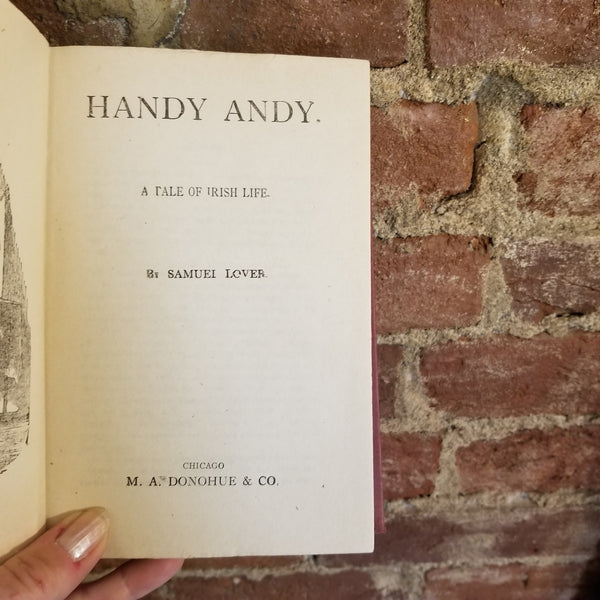 HANDY ANDY.
A TALE OF IRISH LIFE.
BY SAMUEL LOVER.
CHICAGO
M. A. DONOHUE & CO.